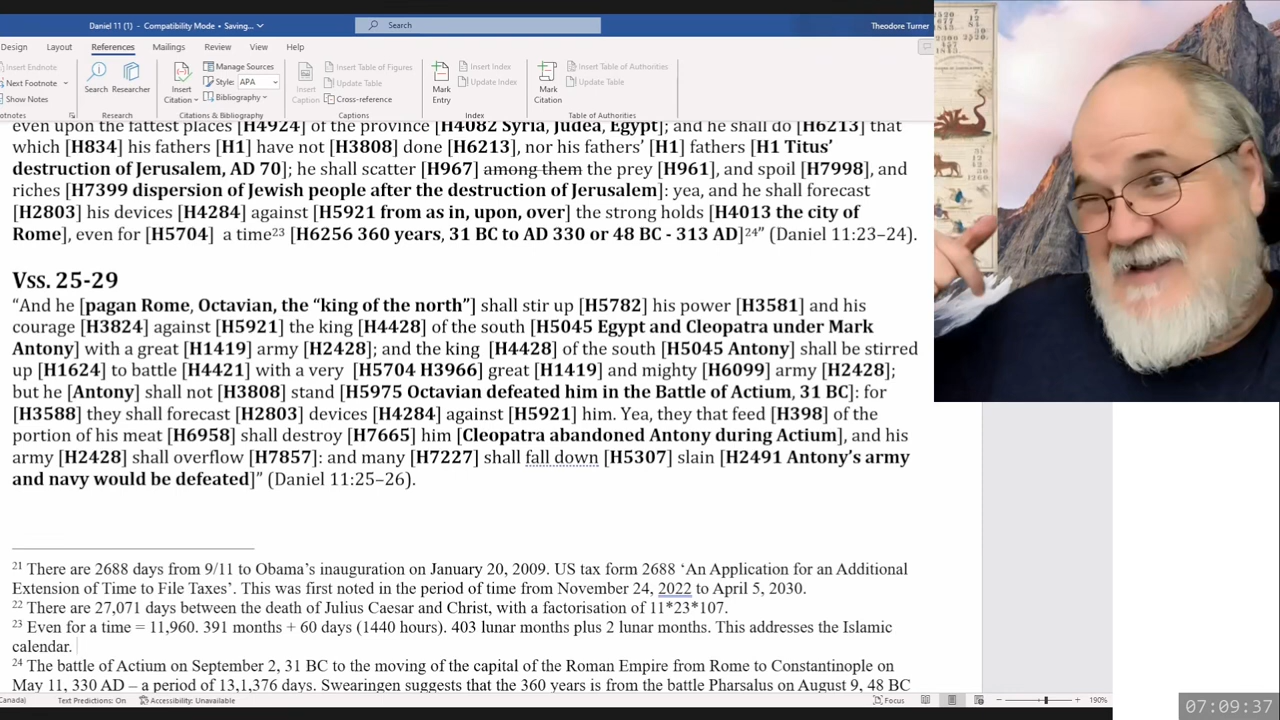 Daniel 11 (1) - Compatibility Mode • Saving...
Search
Theodore Turner
Design Layout References Mailings Review View Help
Insert Endnote
Next Footnote
Show Notes
otnotes
Search
Researcher
Research
Insert Citation
Manage Sources
Style: APA
Bibliography
Citations & Bibliography
Insert Caption
Insert Table of Figures
Update Table
Cross-reference
Captions
Mark Entry
Insert Index
Update Index
Index
Mark Citation
Insert Table of Authorities
Update Table
Table of Authorities
even upon the fattest places [H4924] of the province [H4082 Syria, Judea, Egypt]; and he shall do [H6213] that
which [H834] his fathers [H1] have not [H3808] done [H6213], nor his fathers’ [H1] fathers [H1 Titus’
destruction of Jerusalem, AD 70]; he shall scatter [H967] among them the prey [H961], and spoil [H7998], and
riches [H7399 dispersion of Jewish people after the destruction of Jerusalem]: yea, and he shall forecast
[H2803] his devices [H4284] against [H5921 from as in, upon, over] the strong holds [H4013 the city of
Rome], even for [H5704] a time23 [H6256 360 years, 31 BC to AD 330 or 48 BC - 313 AD]24” (Daniel 11:23–24).
Vss. 25-29
“And he [pagan Rome, Octavian, the “king of the north”] shall stir up [H5782] his power [H3581] and his
courage [H3824] against [H5921] the king [H4428] of the south [H5045 Egypt and Cleopatra under Mark
Antony] with a great [H1419] army [H2428]; and the king [H4428] of the south [H5045 Antony] shall be stirred
up [H1624] to battle [H4421] with a very [H5704 H3966] great [H1419] and mighty [H6099] army [H2428];
but he [Antony] shall not [H3808] stand [H5975 Octavian defeated him in the Battle of Actium, 31 BC]: for
[H3588] they shall forecast [H2803] devices [H4284] against [H5921] him. Yea, they that feed [H398] of the
portion of his meat [H6958] shall destroy [H7665] him [Cleopatra abandoned Antony during Actium], and his
army [H2428] shall overflow [H7857]: and many [H7227] shall fall down [H5307] slain [H2491 Antony’s army
and navy would be defeated]” (Daniel 11:25–26).
21 There are 2688 days from 9/11 to Obama’s inauguration on January 20, 2009. US tax form 2688 ‘An Application for an Additional
Extension of Time to File Taxes’. This was first noted in the period of time from November 24, 2022 to April 5, 2030.
22 There are 27,071 days between the death of Julius Caesar and Christ, with a factorisation of 11*23*107.
23 Even for a time = 11,960. 391 months + 60 days (1440 hours). 403 lunar months plus 2 lunar months. This addresses the Islamic
calendar.
24 The battle of Actium on September 2, 31 BC to the moving of the capital of the Roman Empire from Rome to Constantinople on
May 11, 330 AD – a period of 13,1,376 days. Swearingen suggests that the 360 years is from the battle Pharsalus on August 9, 48 BC
Canada) Text Predictions: On Accessibility: Unavailable Focus 190%
07:09:37